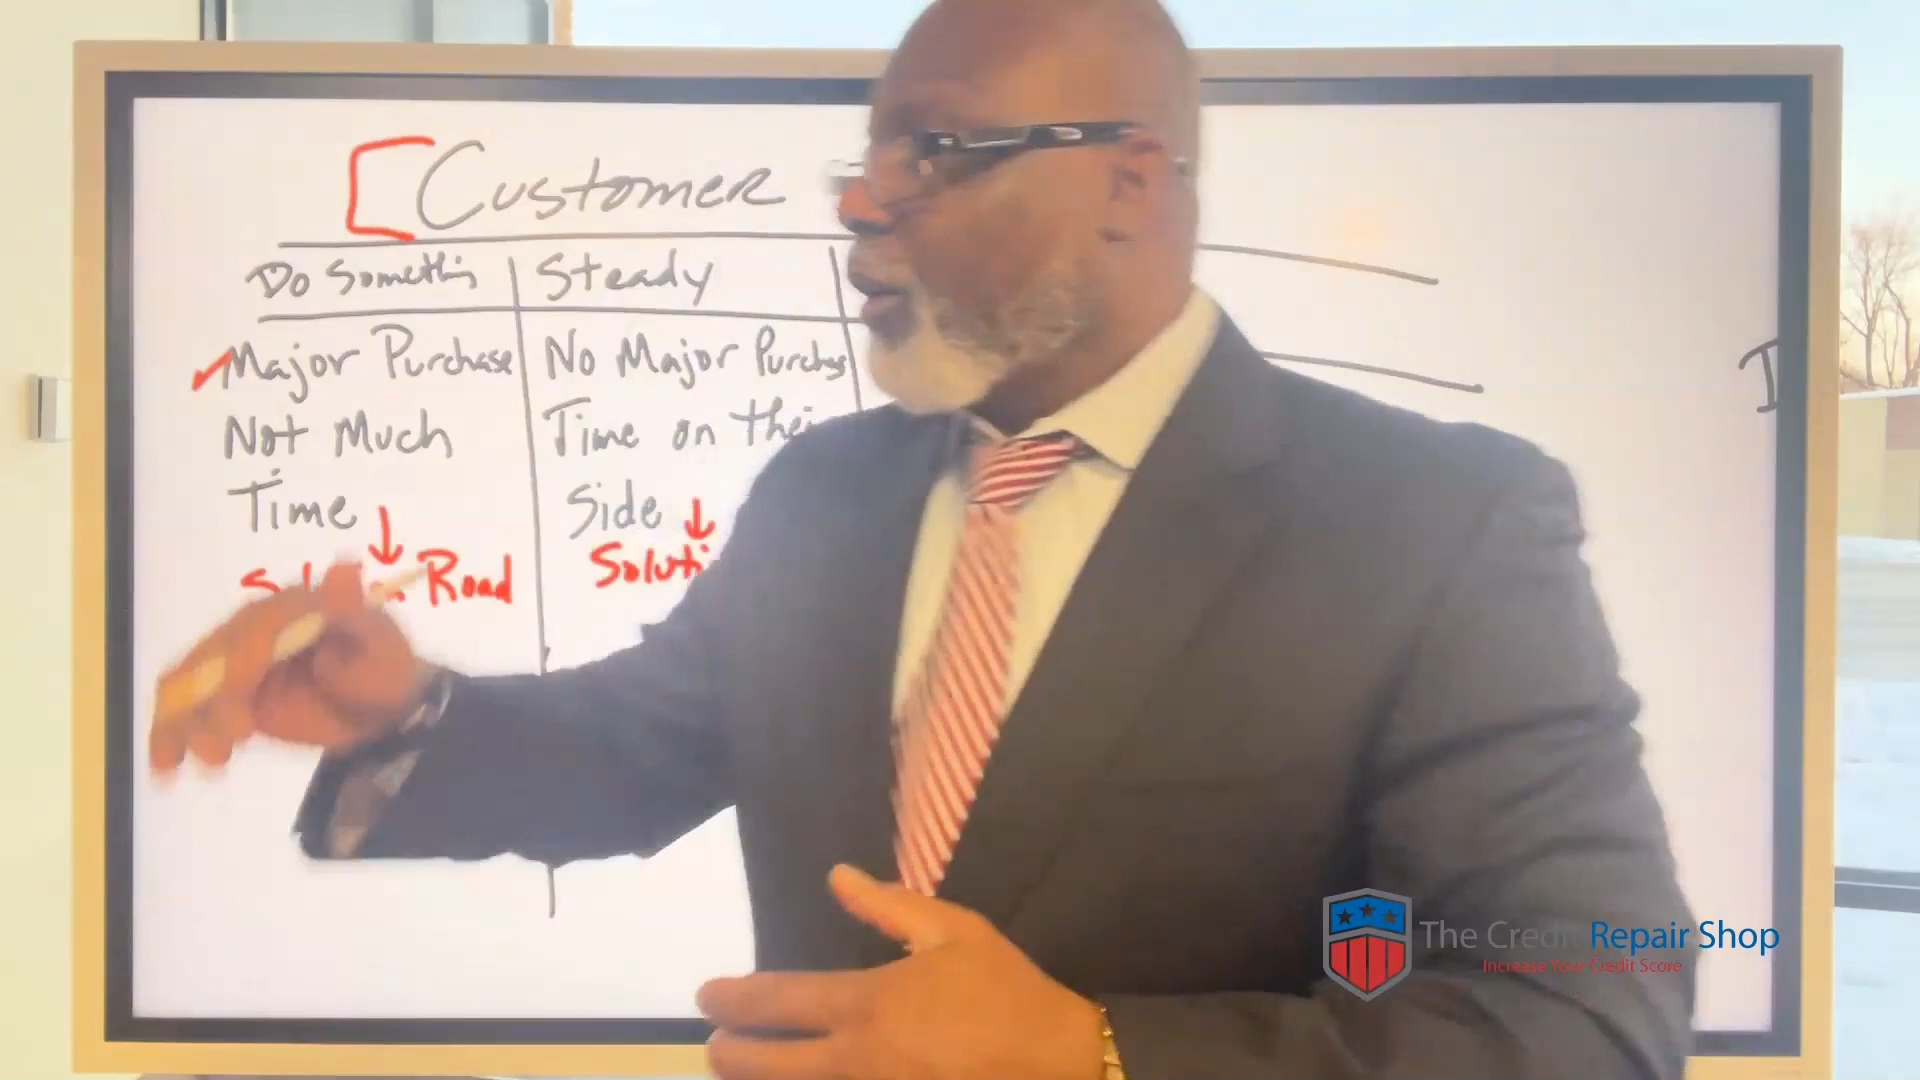 Customer
Do Somethin
Steady
Major Purchase
No Major Purchas
Not Much
Time on Thei
Time
Side
Road
Soluti
I
The Credit Repair Shop
Increase Your Credit Score